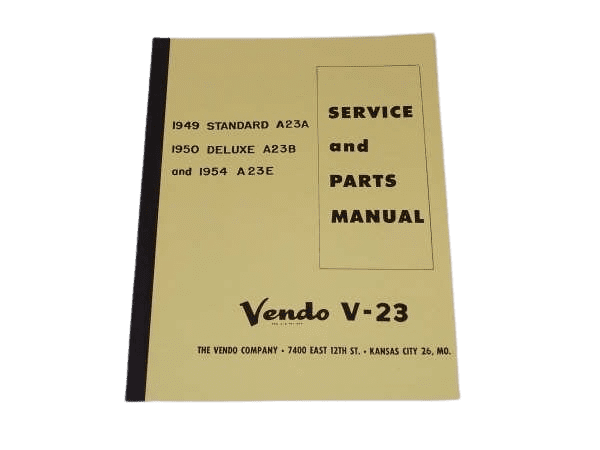 1949 STANDARD A23A
1950 DELUXE A23B
and 1954 A23E
SERVICE
and
PARTS
MANUAL
Vendo V-23
THE VENDO COMPANY • 7400 EAST 12TH ST. • KANSAS CITY 26, MO.